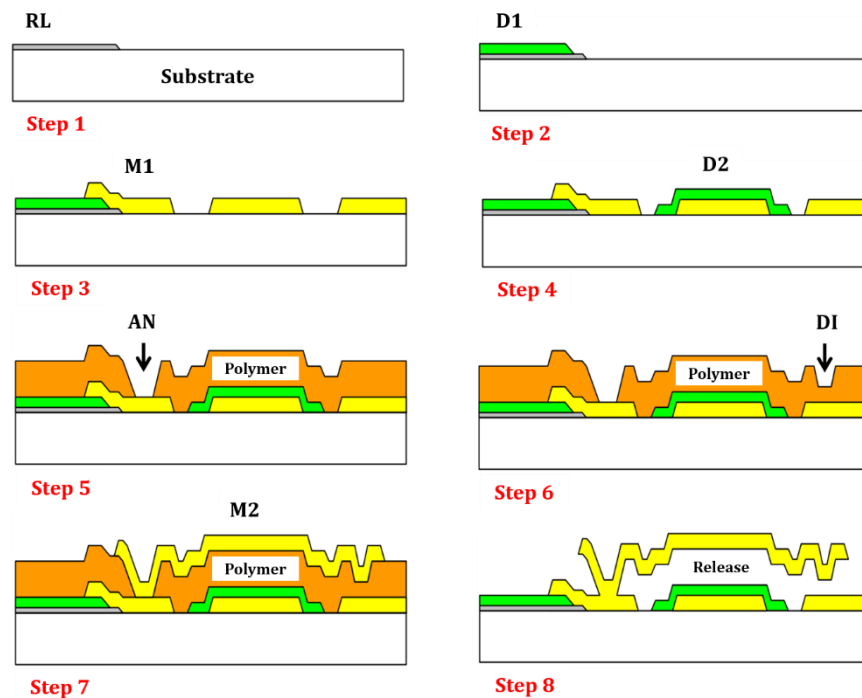 RL
D1
Substrate
Step 1
Step 2
M1
D2
Step 3
Step 4
AN
DI
Polymer
Polymer
Step 5
Step 6
M2
Polymer
Release
Step 7
Step 8